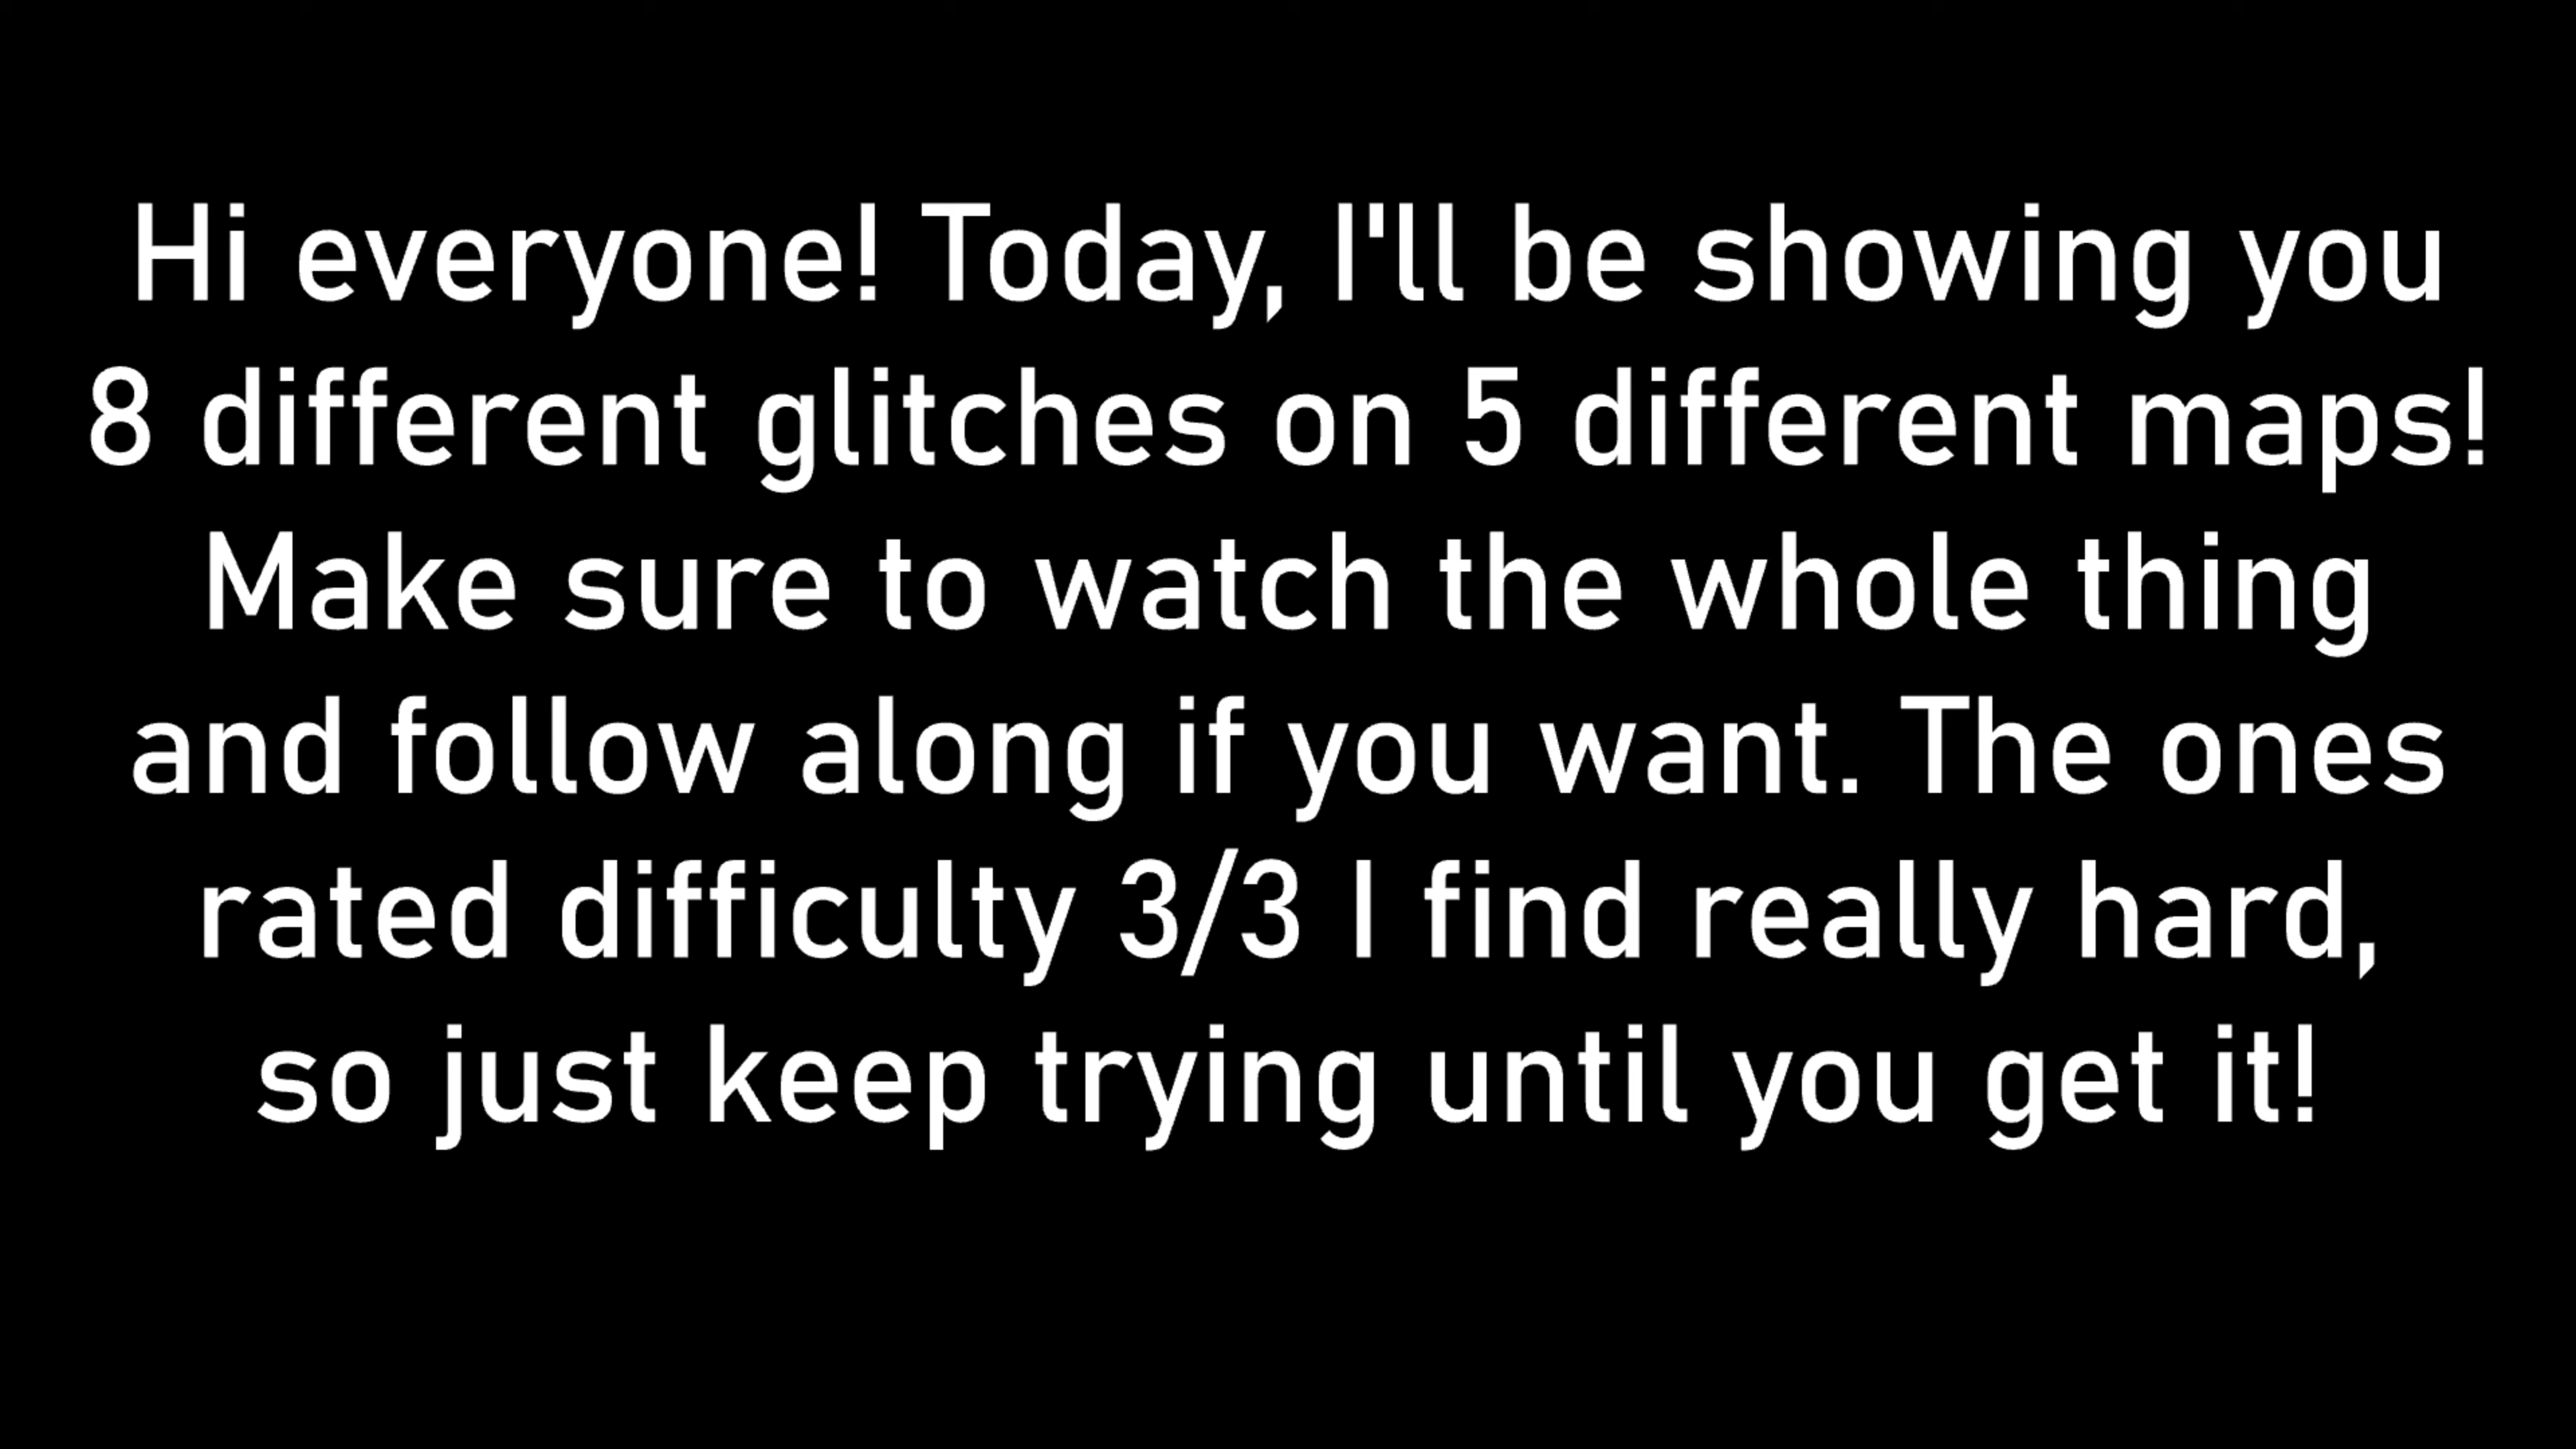 Hi everyone! Today, I'll be showing you
8 different glitches on 5 different maps!
Make sure to watch the whole thing
and follow along if you want. The ones
rated difficulty 3/3 I find really hard,
so just keep trying until you get it!